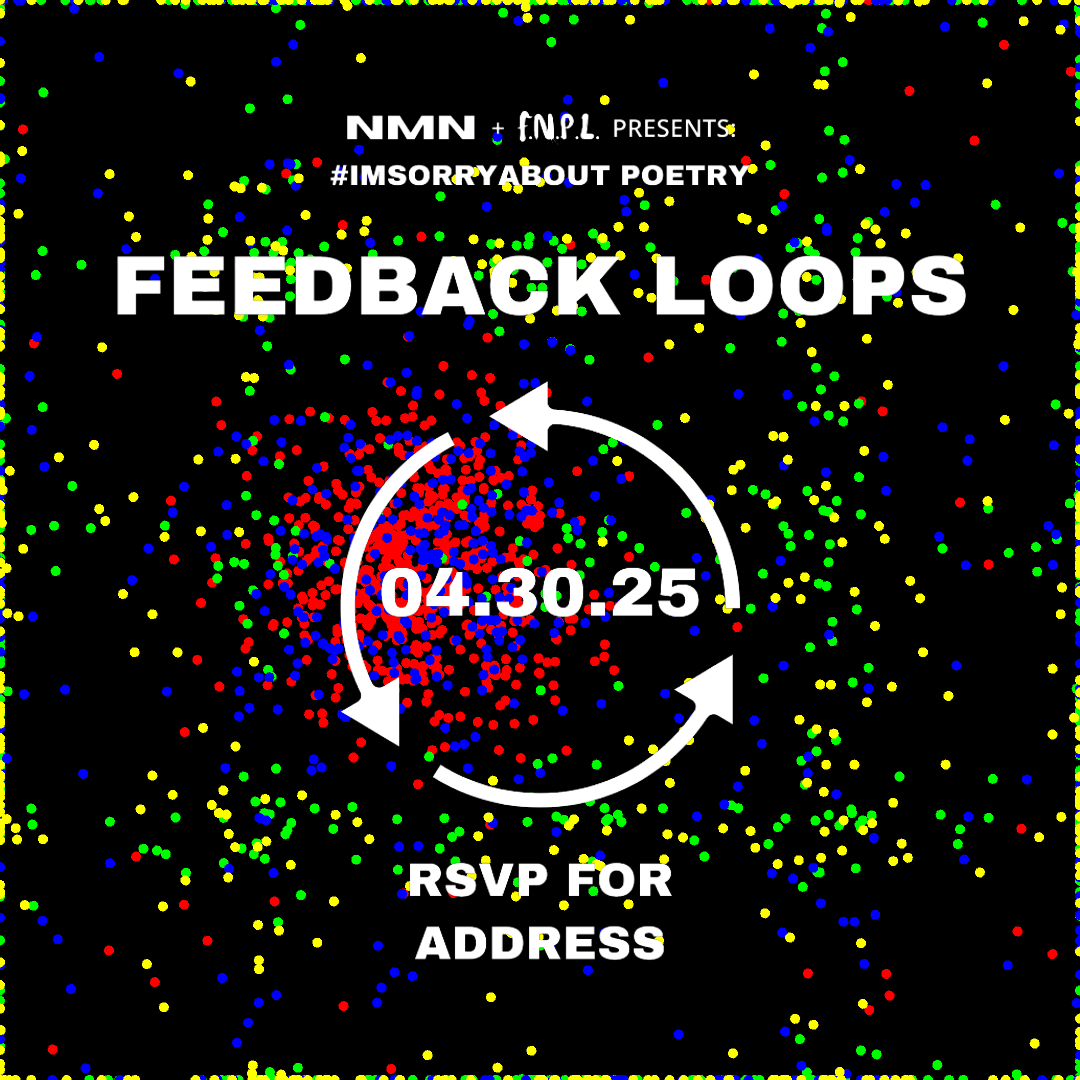 NMN + F.N.P.L. PRESENTS:
#IMSORRYABOUT POETRY
FEEDBACK LOOPS
04.30.25
RSVP FOR
ADDRESS